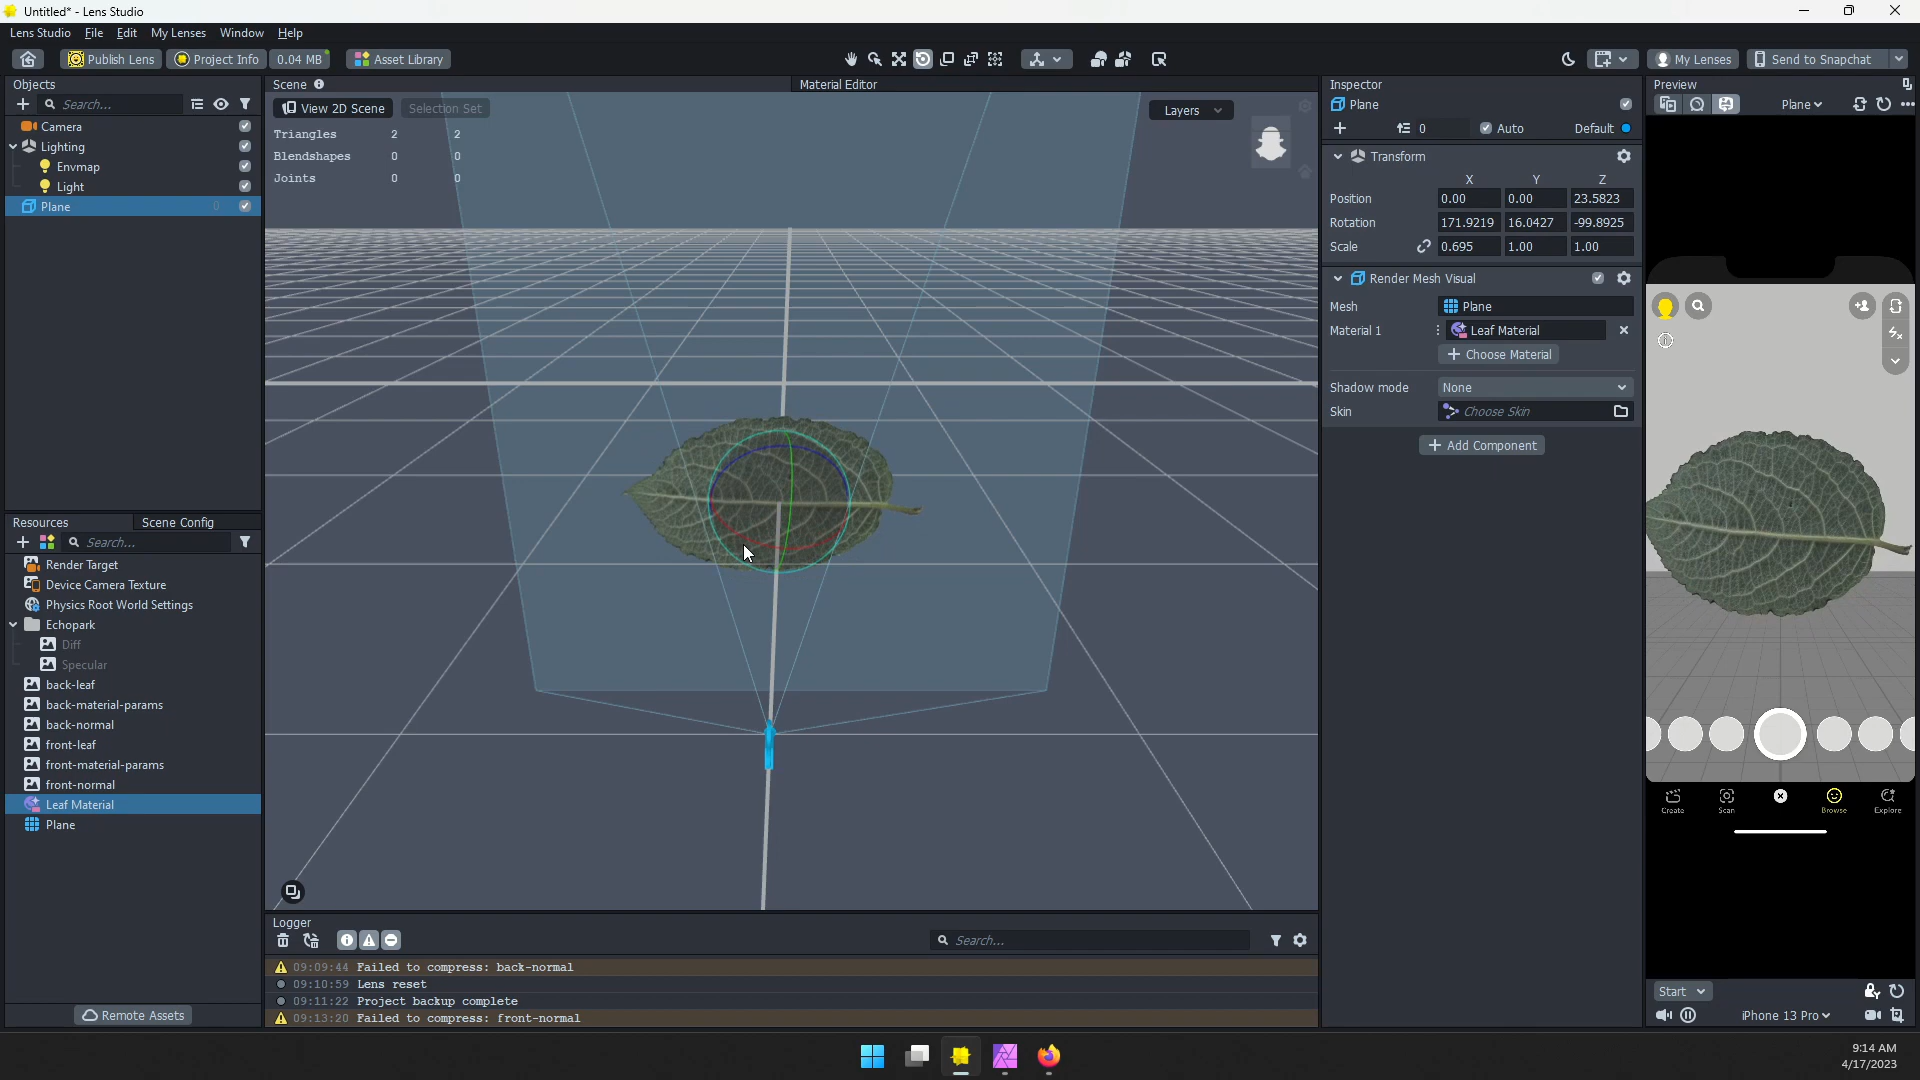 Untitled* - Lens Studio
Lens Studio File Edit My Lenses Window Help
Publish Lens Project Info 0.04 MB Asset Library My Lenses Send to Snapchat
Objects
Search...
Camera
Lighting
Envmap
Light
Plane 0
Resources Scene Config
Search...
Render Target
Device Camera Texture
Physics Root World Settings
Echopark
Diff
Specular
back-leaf
back-material-params
back-normal
front-leaf
front-material-params
front-normal
Leaf Material
Plane
Remote Assets
Scene Material Editor
View 2D Scene Selection Set Layers
Triangles 2 2
Blendshapes 0 0
Joints 0 0
Logger
Search...
09:09:44 Failed to compress: back-normal
09:10:59 Lens reset
09:11:22 Project backup complete
09:13:20 Failed to compress: front-normal
Inspector
Plane
0 Auto Default
Transform
X Y Z
Position 0.00 0.00 23.5823
Rotation 171.9219 16.0427 -99.8925
Scale 0.695 1.00 1.00
Render Mesh Visual
Mesh Plane
Material 1 Leaf Material
+ Choose Material
Shadow mode None
Skin Choose Skin
+ Add Component
Preview
Plane
Create Scan Browse Explore
Start
iPhone 13 Pro
9:14 AM
4/17/2023